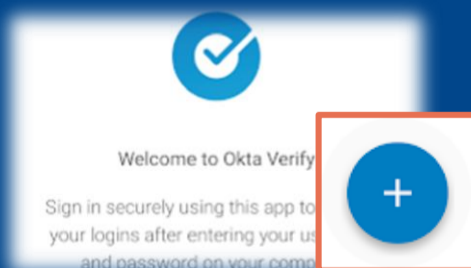 Welcome to Okta Verify
Sign in securely using this app to
your logins after entering your us
and password on your comp
+